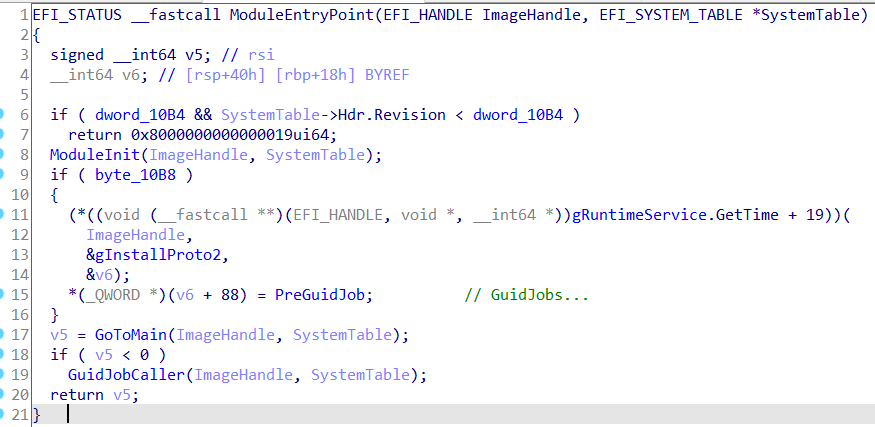 1 EFI_STATUS __fastcall ModuleEntryPoint(EFI_HANDLE ImageHandle, EFI_SYSTEM_TABLE *SystemTable)
2 {
3   signed __int64 v5; // rsi
4   __int64 v6; // [rsp+40h] [rbp+18h] BYREF
5
6   if ( dword_10B4 && SystemTable->Hdr.Revision < dword_10B4 )
7     return 0x8000000000000019ui64;
8   ModuleInit(ImageHandle, SystemTable);
9   if ( byte_10B8 )
10   {
11     (*((void (__fastcall **)(EFI_HANDLE, void *, __int64 *))gRuntimeService.GetTime + 19))(
12       ImageHandle,
13       &gInstallProto2,
14       &v6);
15     *(_QWORD *)(v6 + 88) = PreGuidJob;          // GuidJobs...
16   }
17   v5 = GoToMain(ImageHandle, SystemTable);
18   if ( v5 < 0 )
19     GuidJobCaller(ImageHandle, SystemTable);
20   return v5;
21 }